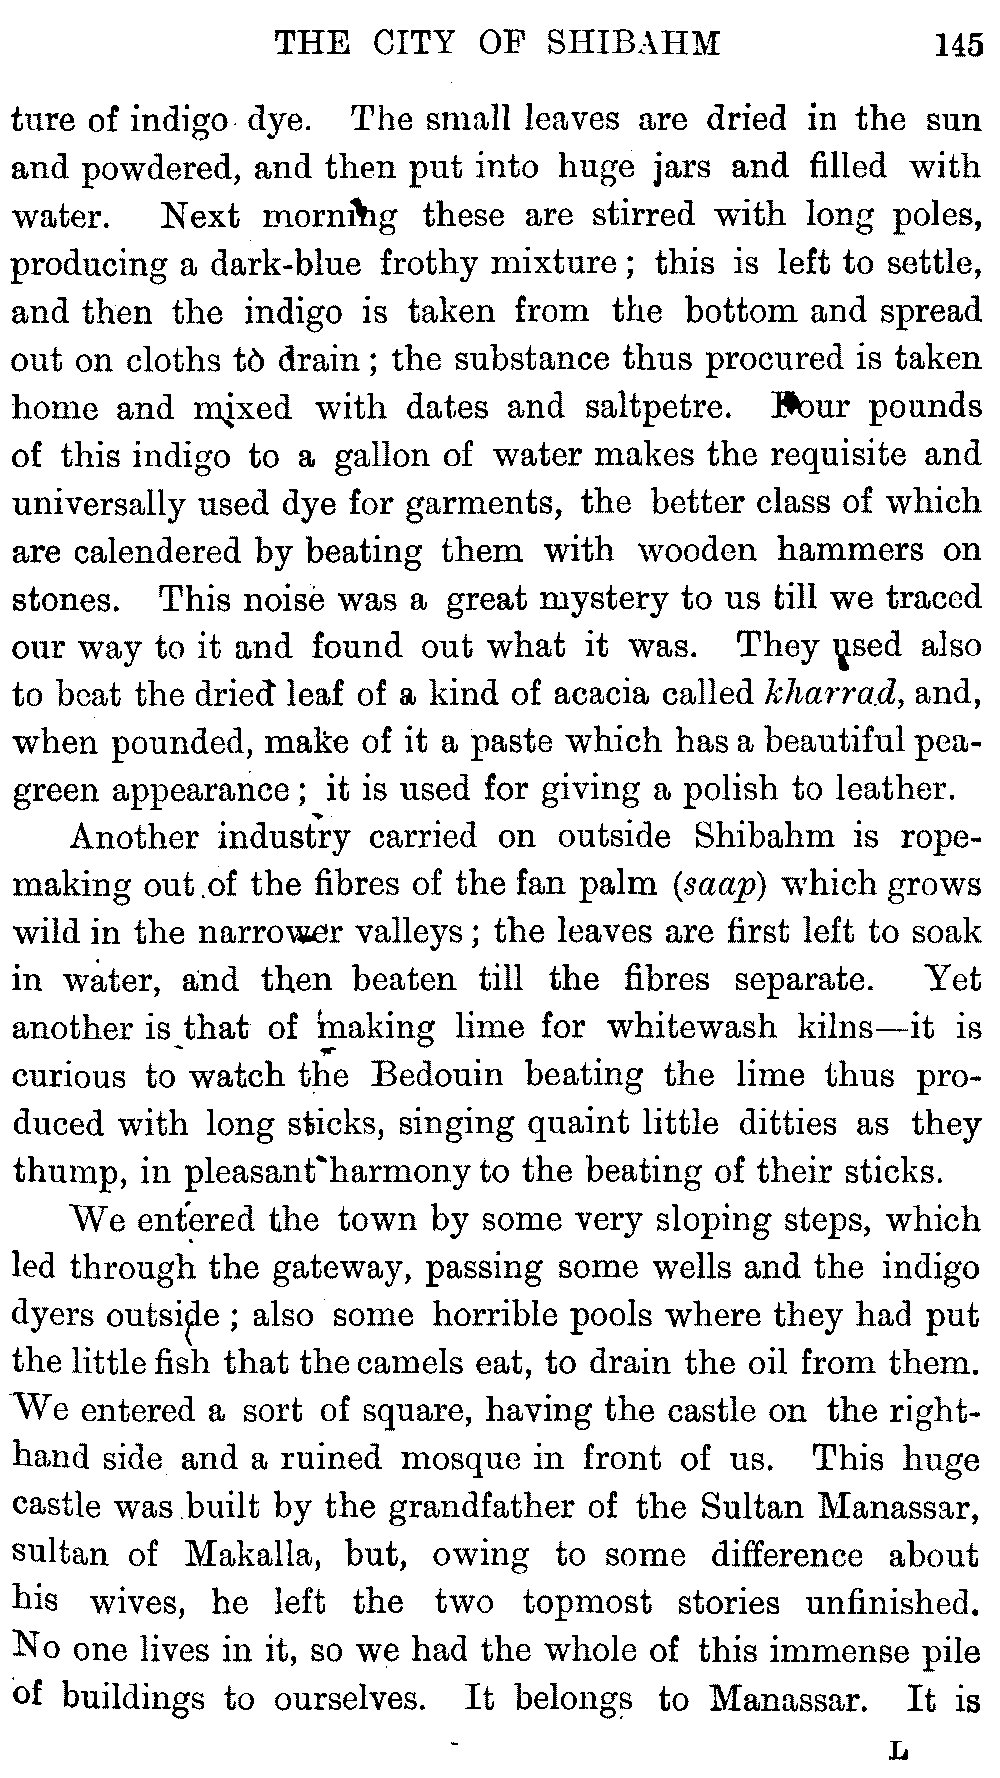 THE CITY OF SHIBAHM 145
ture of indigo dye. The small leaves are dried in the sun
and powdered, and then put into huge jars and filled with
water. Next morning these are stirred with long poles,
producing a dark-blue frothy mixture; this is left to settle,
and then the indigo is taken from the bottom and spread
out on cloths to drain; the substance thus procured is taken
home and mixed with dates and saltpetre. Four pounds
of this indigo to a gallon of water makes the requisite and
universally used dye for garments, the better class of which
are calendered by beating them with wooden hammers on
stones. This noise was a great mystery to us till we traced
our way to it and found out what it was. They used also
to beat the dried leaf of a kind of acacia called kharrad, and,
when pounded, make of it a paste which has a beautiful pea-
green appearance; it is used for giving a polish to leather.
Another industry carried on outside Shibahm is rope-
making out of the fibres of the fan palm (saap) which grows
wild in the narrower valleys; the leaves are first left to soak
in water, and then beaten till the fibres separate. Yet
another is that of making lime for whitewash kilns—it is
curious to watch the Bedouin beating the lime thus pro-
duced with long sticks, singing quaint little ditties as they
thump, in pleasant harmony to the beating of their sticks.
We entered the town by some very sloping steps, which
led through the gateway, passing some wells and the indigo
dyers outside; also some horrible pools where they had put
the little fish that the camels eat, to drain the oil from them.
We entered a sort of square, having the castle on the right-
hand side and a ruined mosque in front of us. This huge
castle was built by the grandfather of the Sultan Manassar,
sultan of Makalla, but, owing to some difference about
his wives, he left the two topmost stories unfinished.
No one lives in it, so we had the whole of this immense pile
of buildings to ourselves. It belongs to Manassar. It is
L